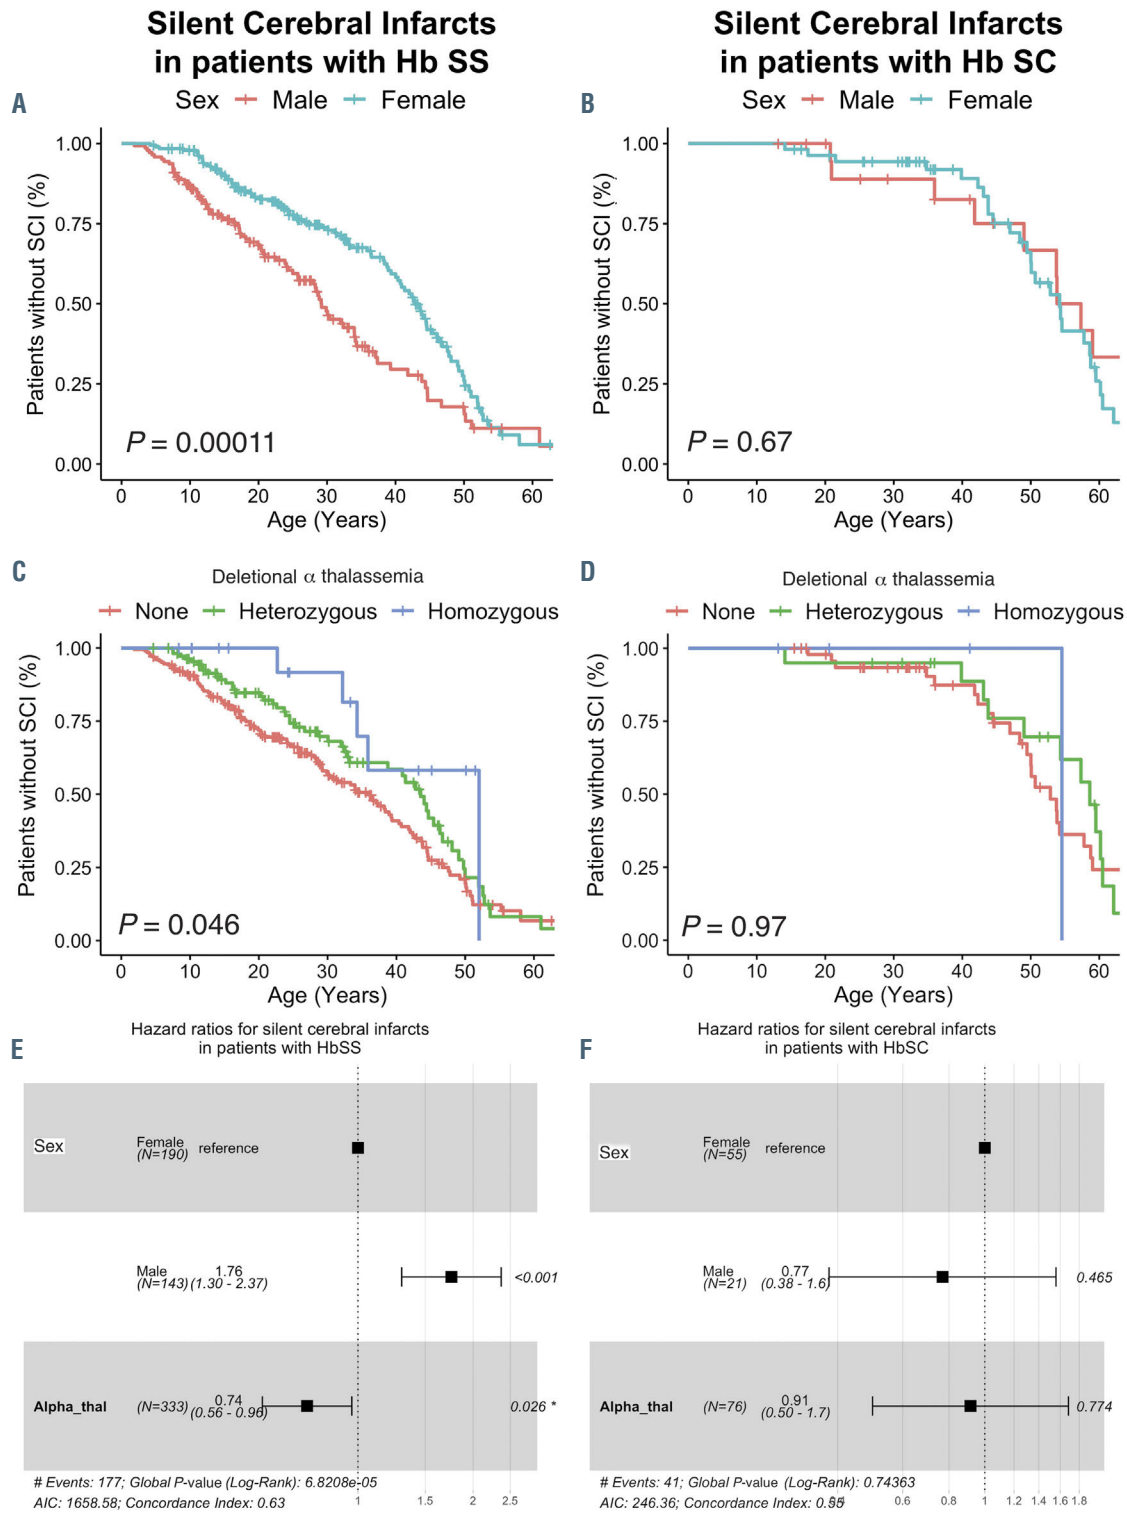 Silent Cerebral Infarcts
in patients with Hb SS
Silent Cerebral Infarcts
in patients with Hb SC
A
Sex Male Female
Patients without SCI (%)
1.00
0.75
0.50
0.25
0.00
P = 0.00011
0 10 20 30 40 50 60
Age (Years)
B
Sex Male Female
Patients without SCI (%)
1.00
0.75
0.50
0.25
0.00
P = 0.67
0 10 20 30 40 50 60
Age (Years)
C
Deletional α thalassemia
None Heterozygous Homozygous
Patients without SCI (%)
1.00
0.75
0.50
0.25
0.00
P = 0.046
0 10 20 30 40 50 60
Age (Years)
D
Deletional α thalassemia
None Heterozygous Homozygous
Patients without SCI (%)
1.00
0.75
0.50
0.25
0.00
P = 0.97
0 10 20 30 40 50 60
Age (Years)
E
Hazard ratios for silent cerebral infarcts
in patients with HbSS
Sex
Female
(N=190)
reference
Male
(N=143)
1.76
(1.30 - 2.37)
<0.001
Alpha_thal
(N=333)
0.74
(0.56 - 0.96)
0.026 *
# Events: 177; Global P-value (Log-Rank): 6.8208e-05
AIC: 1658.58; Concordance Index: 0.63
1 1.5 2 2.5
F
Hazard ratios for silent cerebral infarcts
in patients with HbSC
Sex
Female
(N=55)
reference
Male
(N=21)
0.77
(0.38 - 1.6)
0.465
Alpha_thal
(N=76)
0.91
(0.50 - 1.7)
0.774
# Events: 41; Global P-value (Log-Rank): 0.74363
AIC: 246.36; Concordance Index:
0.6 0.8 1 1.2 1.4 1.6 1.8